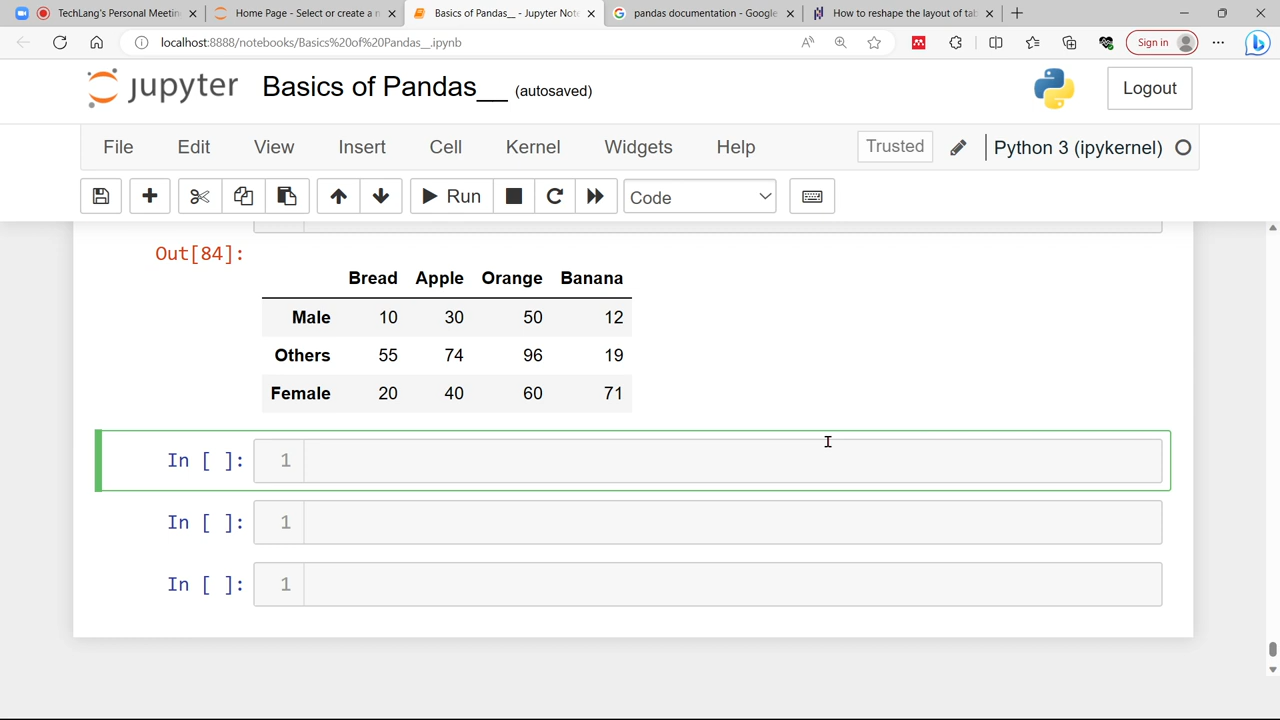 TechLang's Personal Meetin
Home Page - Select or create a n
Basics of Pandas__ - Jupyter Note
pandas documentation - Google
How to reshape the layout of tab
localhost:8888/notebooks/Basics%20of%20Pandas__.ipynb
Sign in
jupyter Basics of Pandas__ (autosaved)
Logout
File Edit View Insert Cell Kernel Widgets Help
Trusted
Python 3 (ipykernel)
Run
Code
Out[84]:
Bread Apple Orange Banana
Male 10 30 50 12
Others 55 74 96 19
Female 20 40 60 71
In [ ]: 1
In [ ]: 1
In [ ]: 1